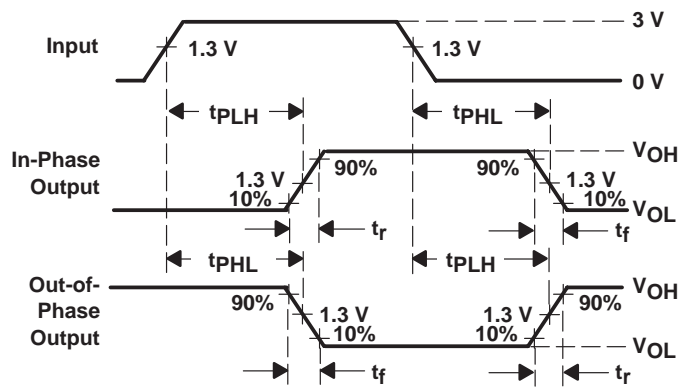 3 V
Input
1.3 V
1.3 V
0 V
tPLH
tPHL
In-Phase
Output
VOH
90%
90%
1.3 V
1.3 V
10%
10%
VOL
tr
tf
tPHL
tPLH
Out-of-
Phase
Output
VOH
90%
90%
1.3 V
1.3 V
10%
10%
VOL
tf
tr